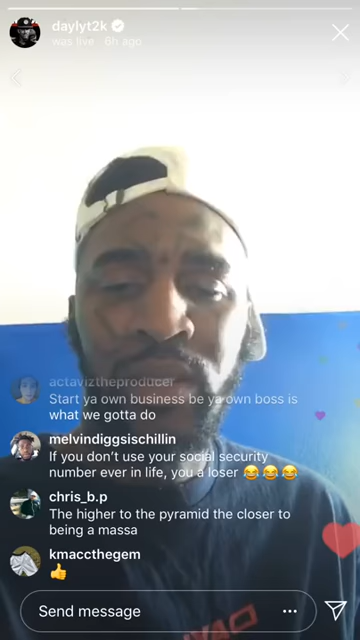 daylyt2k
was live 6h ago
actaviztheproducer
Start ya own business be ya own boss is
what we gotta do
melvindiggsischillin
If you don't use your social security
number ever in life, you a loser 😂😂😂
chris_b.p
The higher to the pyramid the closer to
being a massa
kmaccthegem
👍
Send message